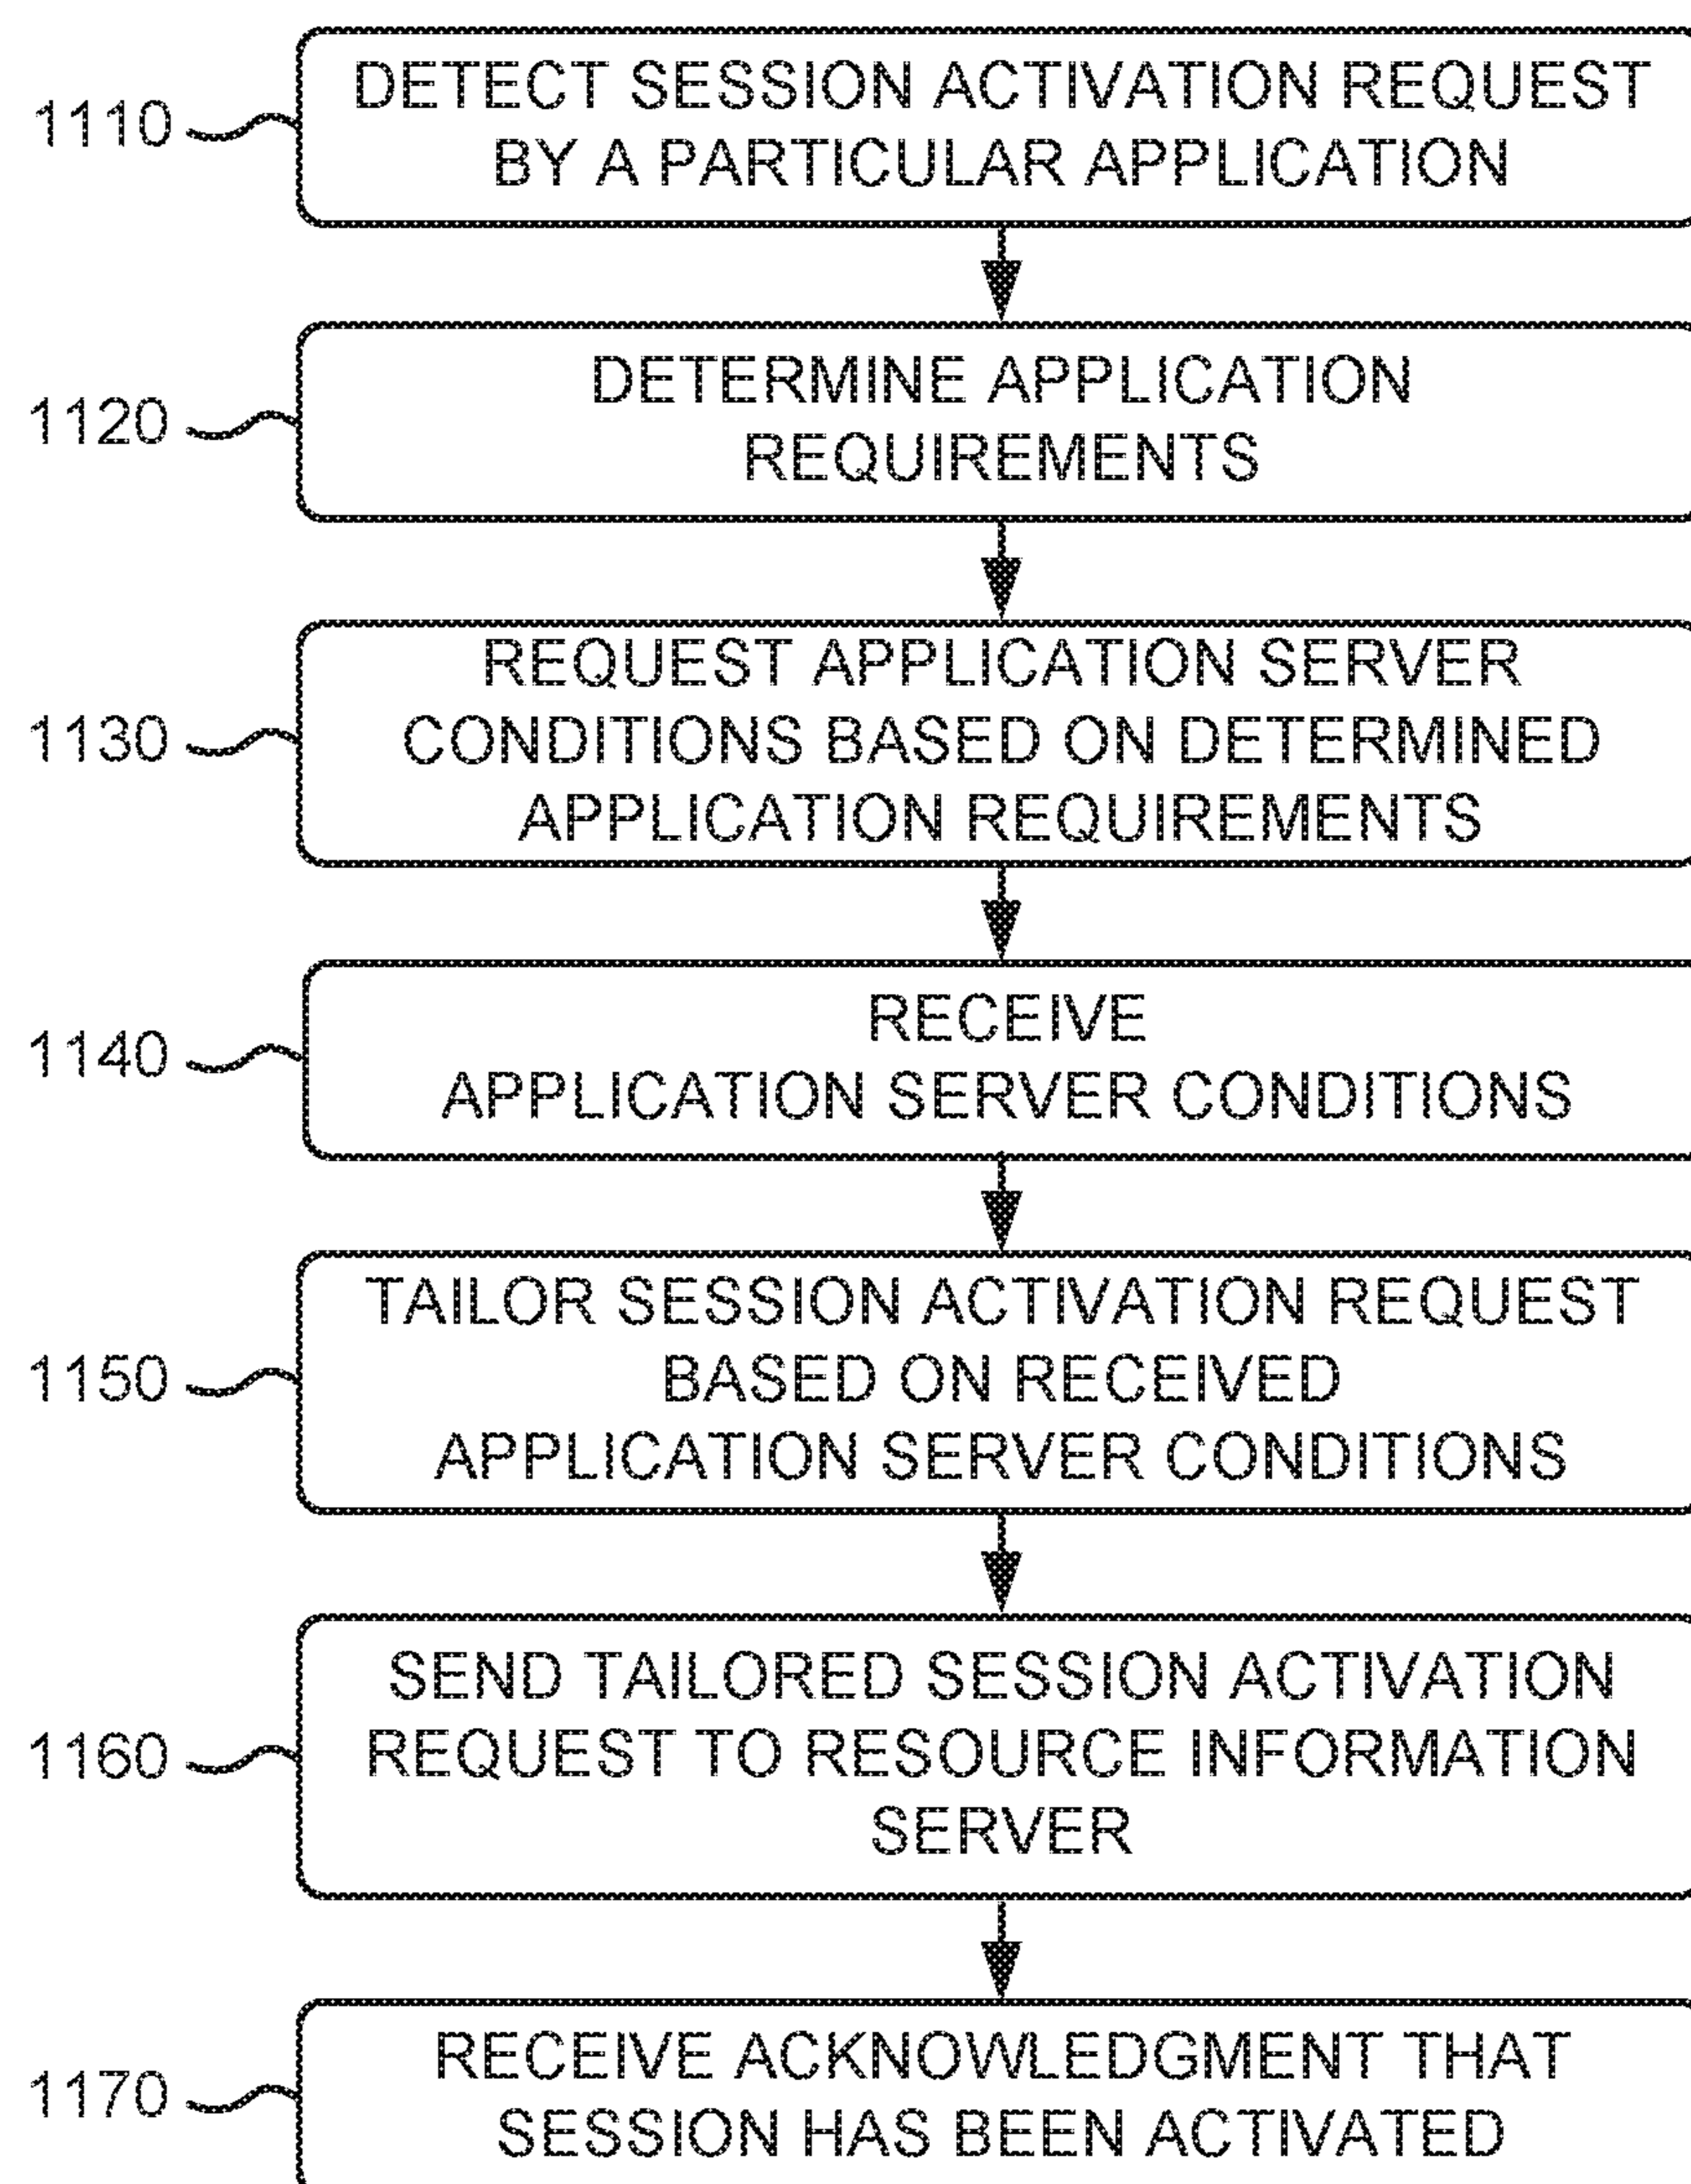 1110
DETECT SESSION ACTIVATION REQUEST
BY A PARTICULAR APPLICATION
1120
DETERMINE APPLICATION
REQUIREMENTS
1130
REQUEST APPLICATION SERVER
CONDITIONS BASED ON DETERMINED
APPLICATION REQUIREMENTS
1140
RECEIVE
APPLICATION SERVER CONDITIONS
1150
TAILOR SESSION ACTIVATION REQUEST
BASED ON RECEIVED
APPLICATION SERVER CONDITIONS
1160
SEND TAILORED SESSION ACTIVATION
REQUEST TO RESOURCE INFORMATION
SERVER
1170
RECEIVE ACKNOWLEDGMENT THAT
SESSION HAS BEEN ACTIVATED